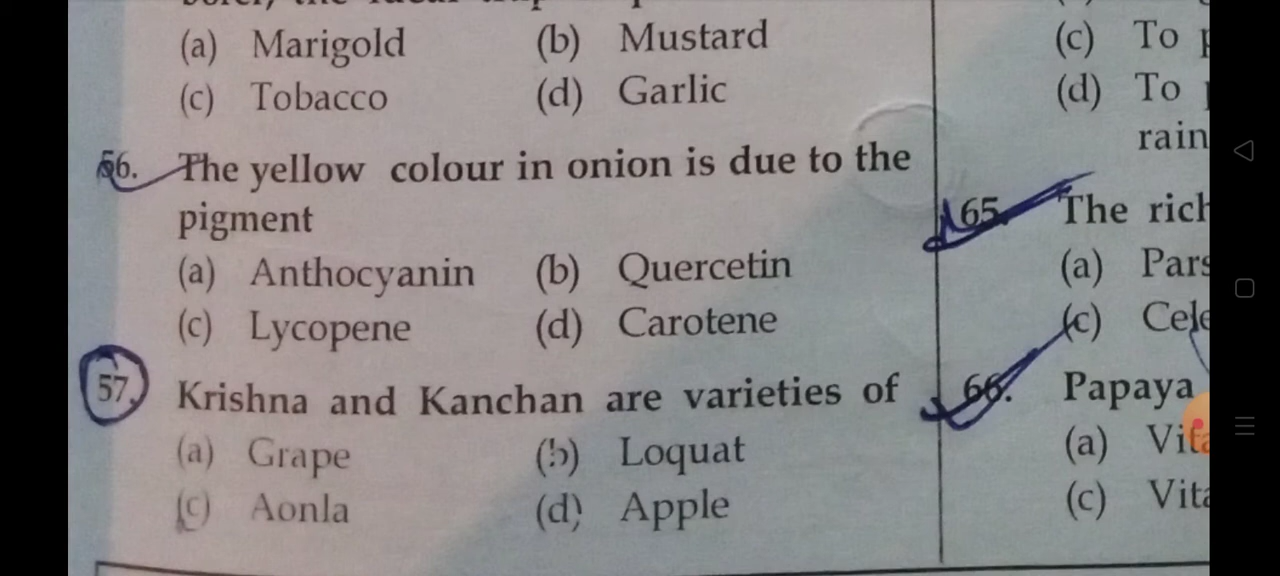 (a) Marigold (b) Mustard
(c) Tobacco (d) Garlic
56. The yellow colour in onion is due to the
pigment
(a) Anthocyanin (b) Quercetin
(c) Lycopene (d) Carotene
57. Krishna and Kanchan are varieties of
(a) Grape (b) Loquat
(c) Aonla (d) Apple
(c) To
(d) To
rain
65. The rich
(a) Pars
(c) Cele
66. Papaya
(a) Vita
(c) Vita